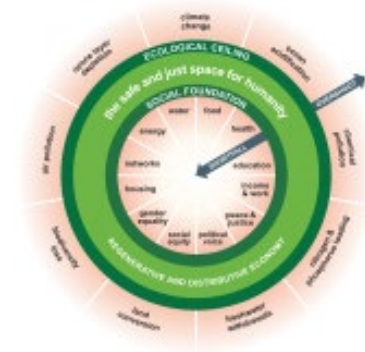 climate
change
ocean
acidification
chemical
pollution
nitrogen &
phosphorus loading
freshwater
withdrawals
land
conversion
biodiversity
loss
air pollution
ozone layer
depletion
ECOLOGICAL CEILING
the safe and just space for humanity
SOCIAL FOUNDATION
OVERSHOOT
SHORTFALL
water
food
health
education
income
& work
peace &
justice
political
voice
social
equity
gender
equality
housing
networks
energy
REGENERATIVE AND DISTRIBUTIVE ECONOMY